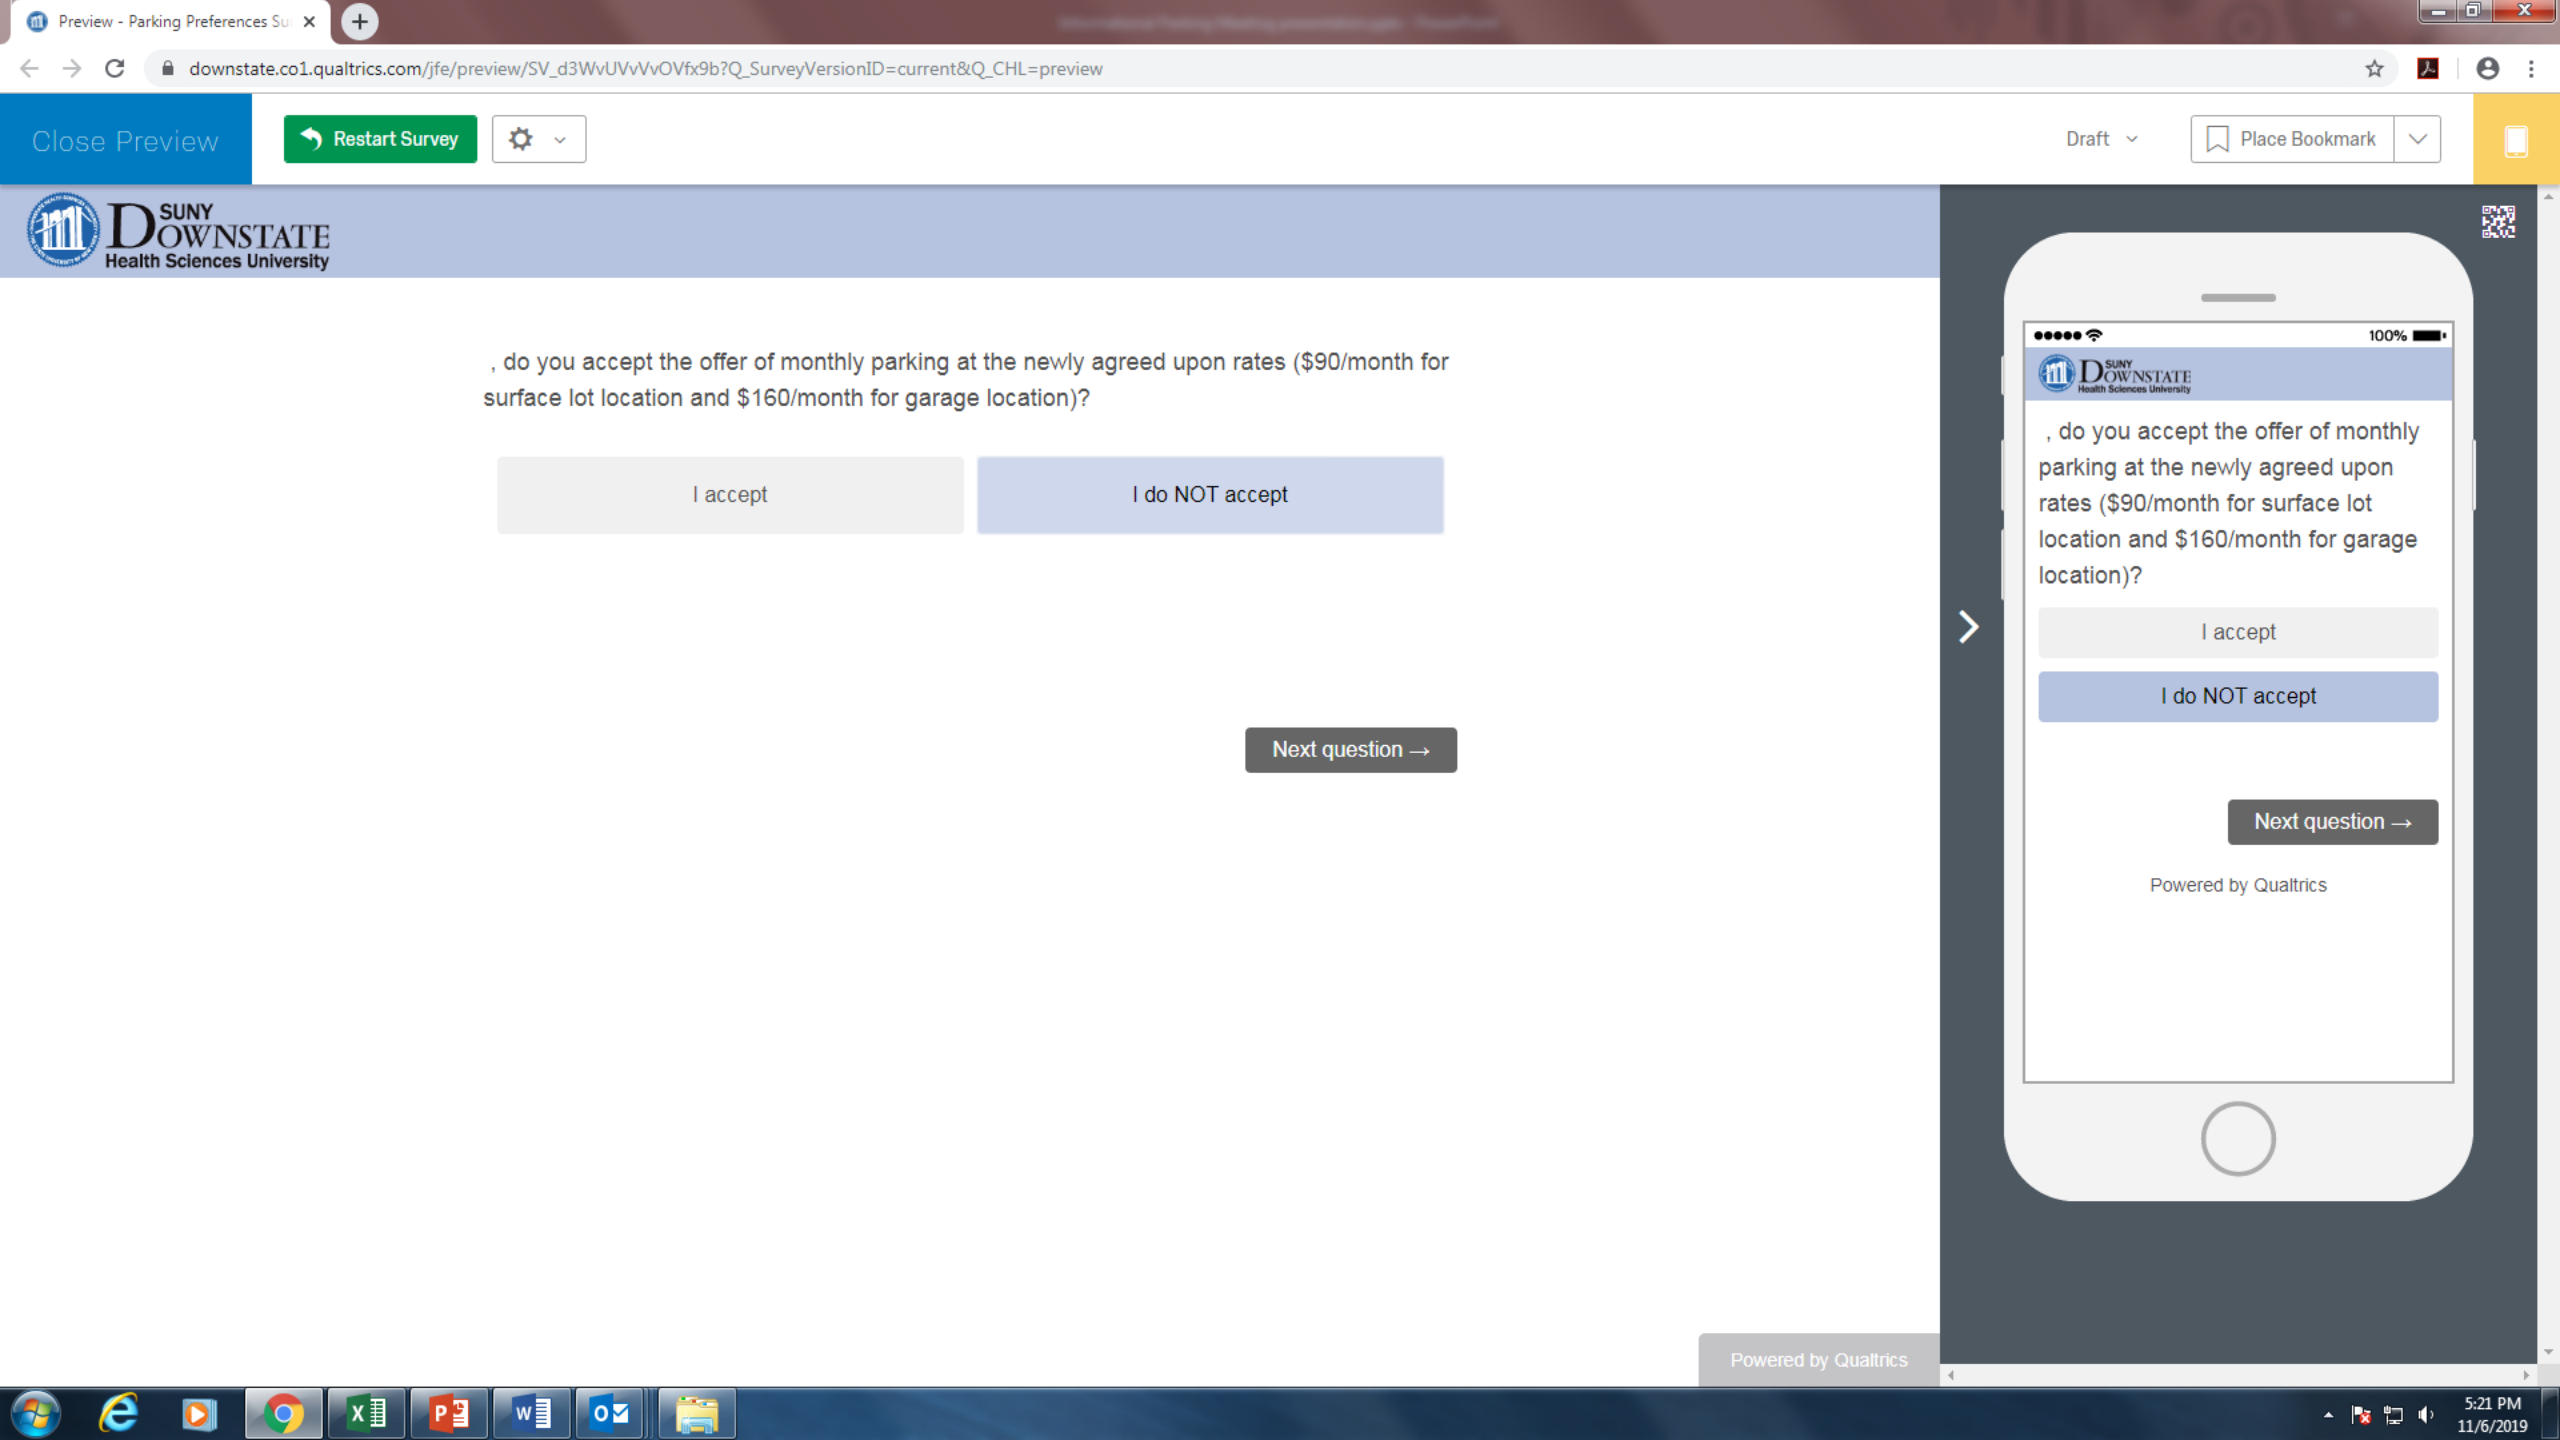 Preview - Parking Preferences Su
downstate.co1.qualtrics.com/jfe/preview/SV_d3WvUVvVvOVfx9b?Q_SurveyVersionID=current&Q_CHL=preview
Close Preview
Restart Survey
Draft
Place Bookmark
SUNY
DOWNSTATE
Health Sciences University
, do you accept the offer of monthly parking at the newly agreed upon rates ($90/month for
surface lot location and $160/month for garage location)?
I accept
I do NOT accept
Next question →
Powered by Qualtrics
100%
SUNY
DOWNSTATE
Health Sciences University
, do you accept the offer of monthly
parking at the newly agreed upon
rates ($90/month for surface lot
location and $160/month for garage
location)?
I accept
I do NOT accept
Next question →
Powered by Qualtrics
5:21 PM
11/6/2019